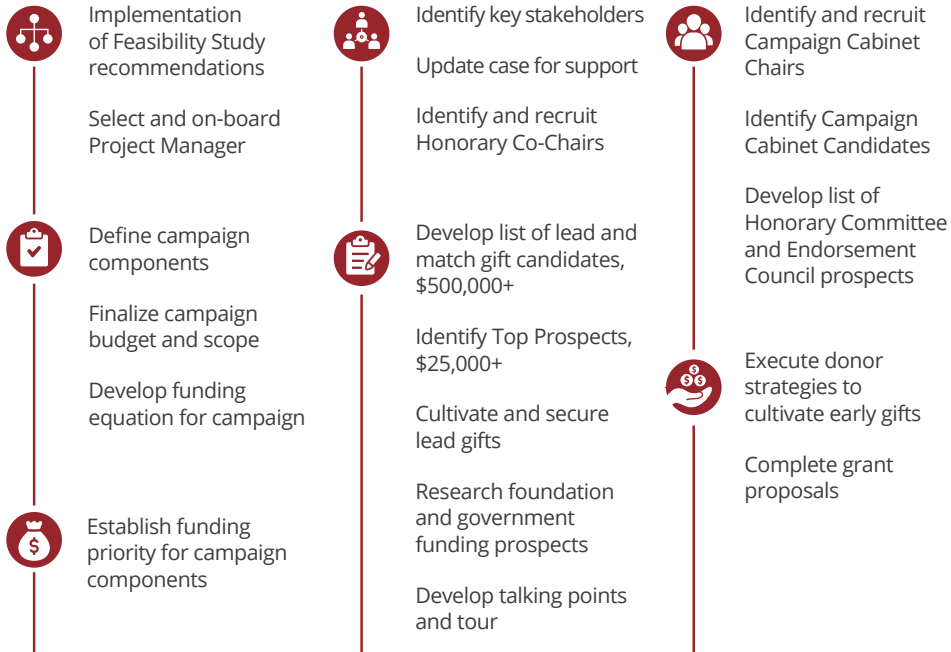 Implementation
of Feasibility Study
recommendations
Select and on-board
Project Manager
Define campaign
components
Finalize campaign
budget and scope
Develop funding
equation for campaign
Establish funding
priority for campaign
components
Identify key stakeholders
Update case for support
Identify and recruit
Honorary Co-Chairs
Develop list of lead and
match gift candidates,
$500,000+
Identify Top Prospects,
$25,000+
Cultivate and secure
lead gifts
Research foundation
and government
funding prospects
Develop talking points
and tour
Identify and recruit
Campaign Cabinet
Chairs
Identify Campaign
Cabinet Candidates
Develop list of
Honorary Committee
and Endorsement
Council prospects
Execute donor
strategies to
cultivate early gifts
Complete grant
proposals